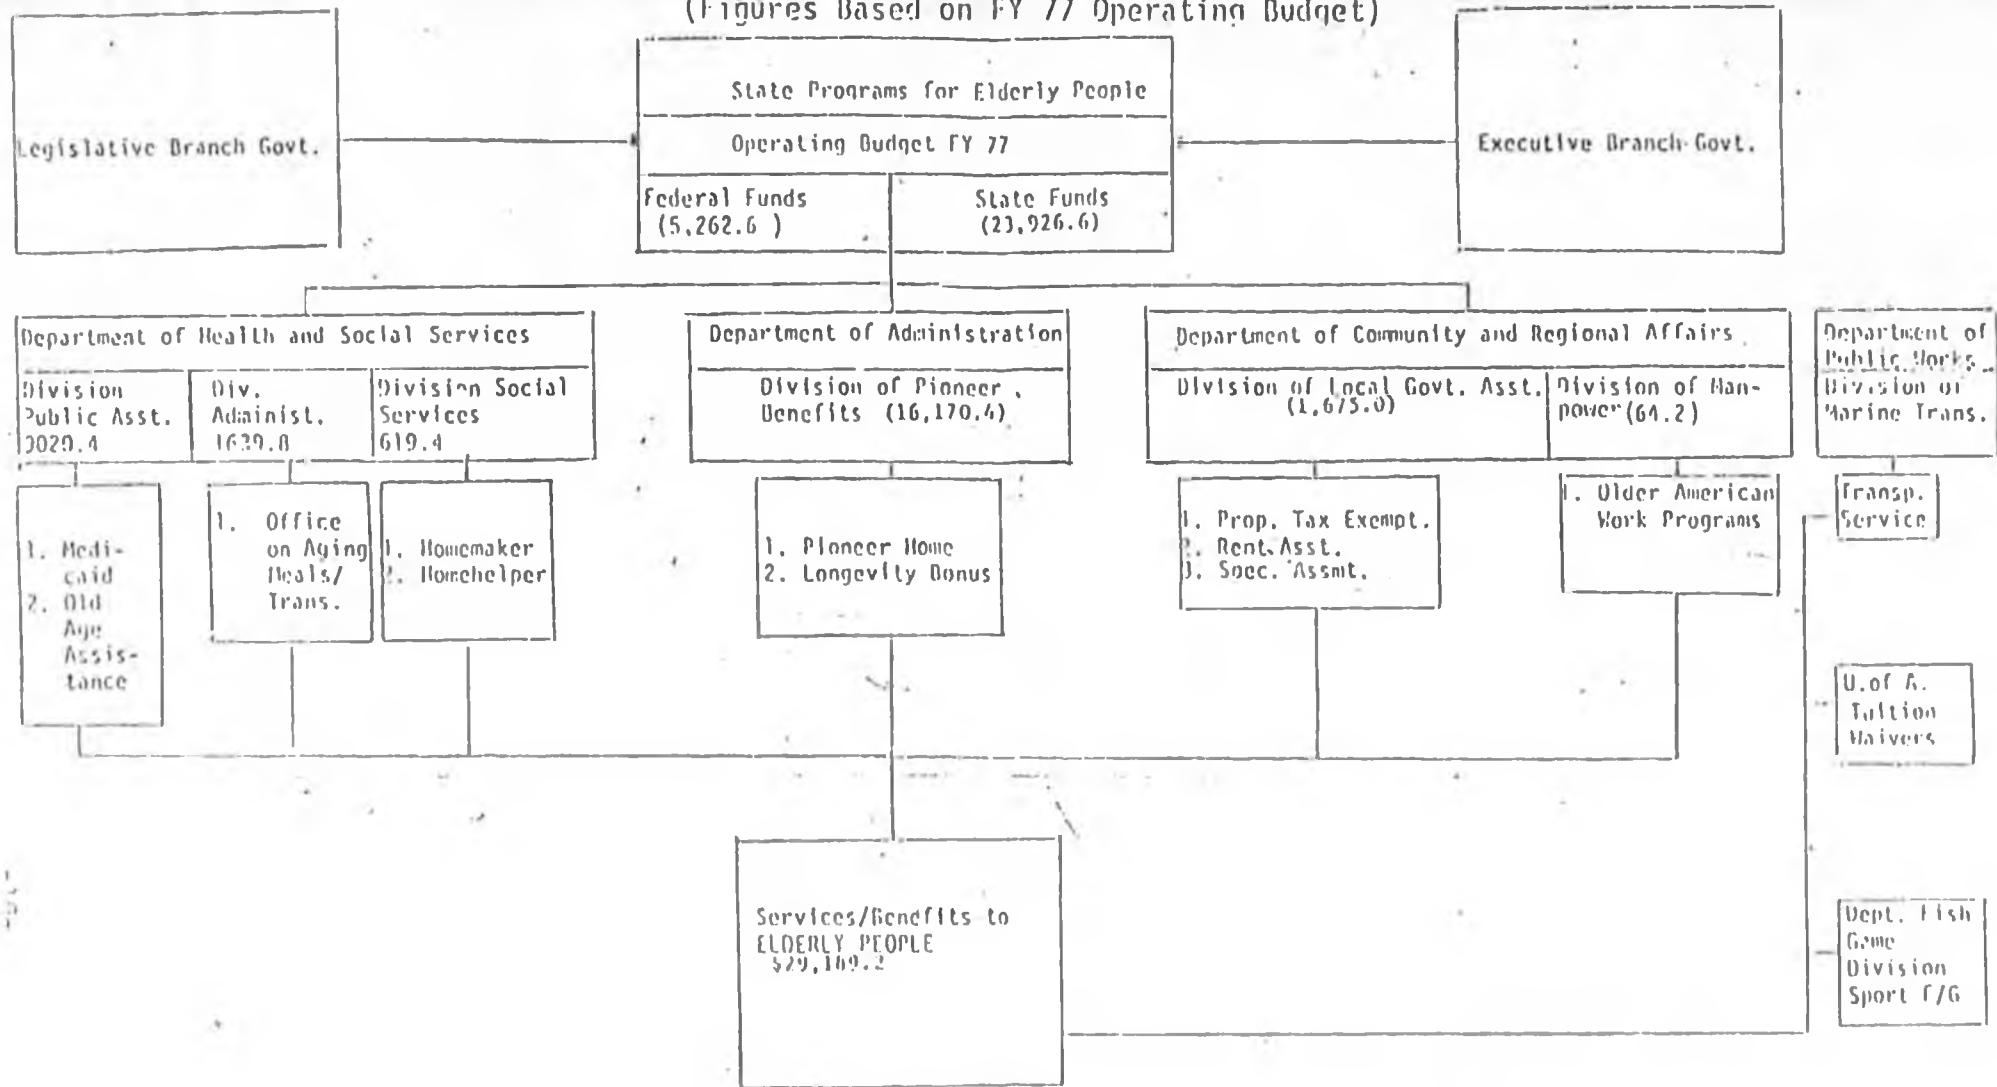 (Figures Based on FY 77 Operating Budget)
Legislative Branch Govt.
State Programs for Elderly People
Operating Budget FY 77
Federal Funds
(5,262.6 )
State Funds
(23,926.6)
Executive Branch Govt.
Department of Health and Social Services
Division
Public Asst.
Div.
Administ.
1639.8
Division Social
Services
619.4
Department of Administration
Division of Pioneer
Benefits (16,170.4)
Department of Community and Regional Affairs
Division of Local Govt. Asst.
(1,675.0)
Division of Man-
power (64.2)
Department of
Public Works
Division of
Marine Trans.
1. Medi-
caid
2. Old
Age
Assis-
tance
1. Office
on Aging
Meals/
Trans.
1. Homemaker
2. Homehelper
1. Pioneer Home
2. Longevity Bonus
1. Prop. Tax Exempt.
2. Rent Asst.
3. Spec. Assmt.
1. Older American
Work Programs
Transp.
Service
U.of A.
Tuition
Waivers
Services/Benefits to
ELDERLY PEOPLE
Dept. Fish
Game
Division
Sport F/G